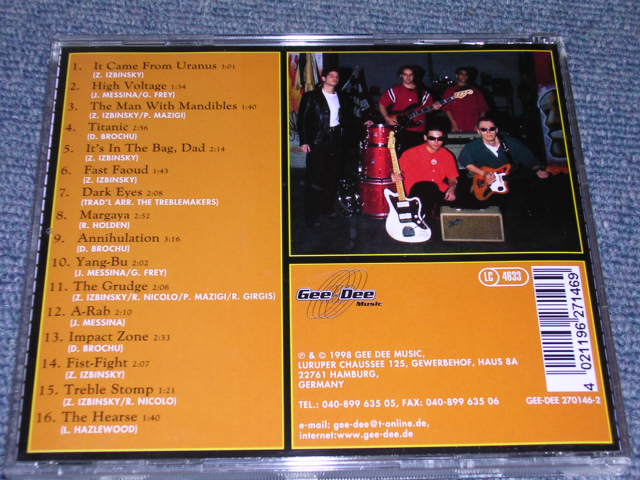 1. It Came From Uranus 3:01
(Z. IZBINSKY)
2. High Voltage 1:34
(J. MESSINA/G. FREY)
3. The Man With Mandibles 1:40
(Z. IZBINSKY/P. MAZIGI)
4. Titanic 2:56
(D. BROCHU)
5. It's In The Bag, Dad 2:14
(Z. IZBINSKY)
6. Fast Faoud 1:43
(Z. IZBINSKY)
7. Dark Eyes 2:08
(TRAD'L ARR. THE TREBLEMAKERS)
8. Margaya 2:52
(R. HOLDEN)
9. Annihulation 3:16
(D. BROCHU)
10. Yang-Bu 2:02
(J. MESSINA/G. FREY)
11. The Grudge 2:06
(Z. IZBINSKY/R. NICOLO/P. MAZIGI/R. GIRGIS)
12. A-Rab 2:10
(J. MESSINA)
13. Impact Zone 2:33
(D. BROCHU)
14. Fist-Fight 2:07
(Z. IZBINSKY)
15. Treble Stomp 1:21
(Z. IZBINSKY/R. NICOLO)
16. The Hearse 1:40
(L. HAZLEWOOD)
Gee-Dee
Music
LC 4633
℗ & © 1998 GEE DEE MUSIC,
LURUPER CHAUSSEE 125, GEWERBEHOF, HAUS 8A
22761 HAMBURG,
GERMANY
TEL.: 040-899 635 05, FAX: 040-899 635 06
e-mail: gee-dee@t-online.de,
internet:www.gee-dee.de
4 021196 271469
GEE-DEE 270146-2